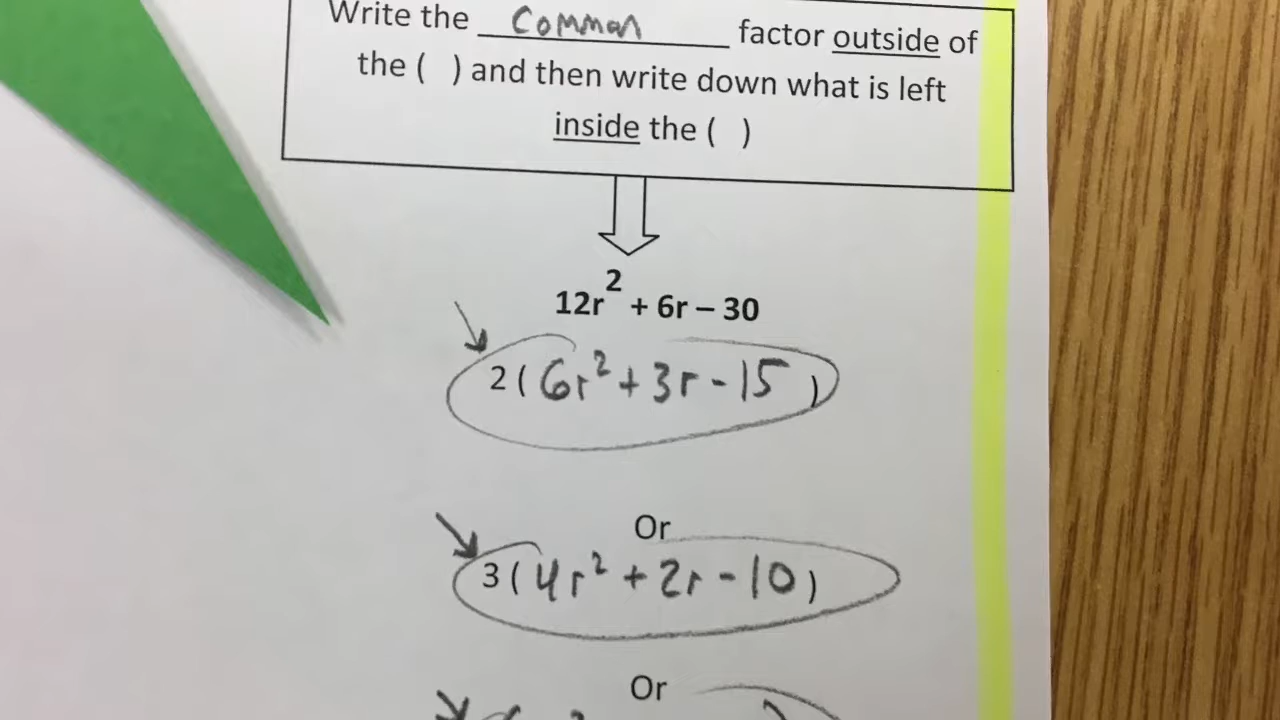 Write the Common factor outside of
the ( ) and then write down what is left
inside the ( )
12r² + 6r – 30
2 ( 6r² + 3r - 15 )
Or
3 ( 4r² + 2r - 10 )
Or